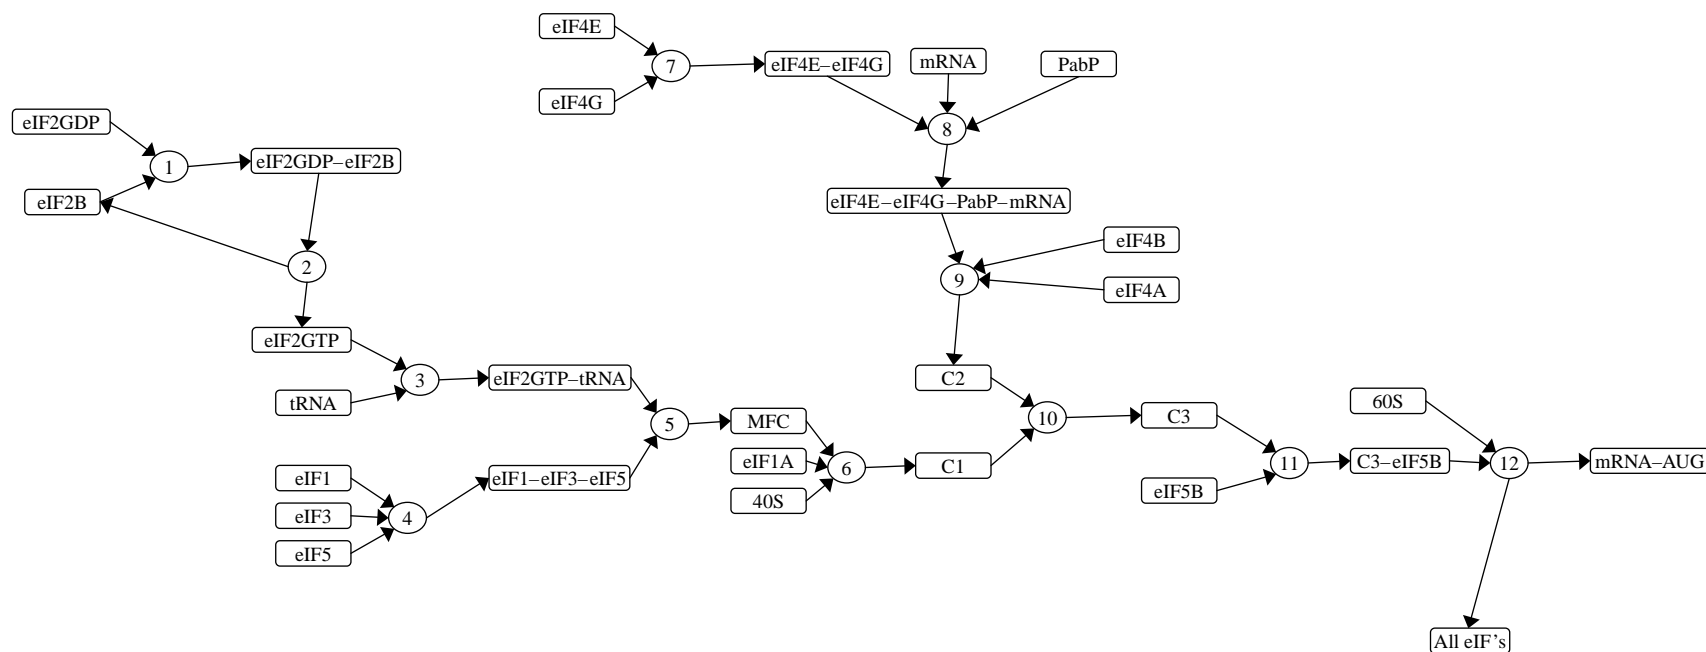 eIF4E
7
eIF4E–eIF4G
mRNA
PabP
eIF4G
eIF2GDP
8
1
eIF2GDP–eIF2B
eIF2B
eIF4E–eIF4G–PabP–mRNA
eIF4B
2
9
eIF4A
eIF2GTP
3
eIF2GTP–tRNA
C2
tRNA
60S
5
MFC
10
C3
eIF1A
6
C1
11
C3–eIF5B
12
mRNA–AUG
eIF1
eIF1–eIF3–eIF5
40S
eIF5B
eIF3
4
eIF5
All eIF's